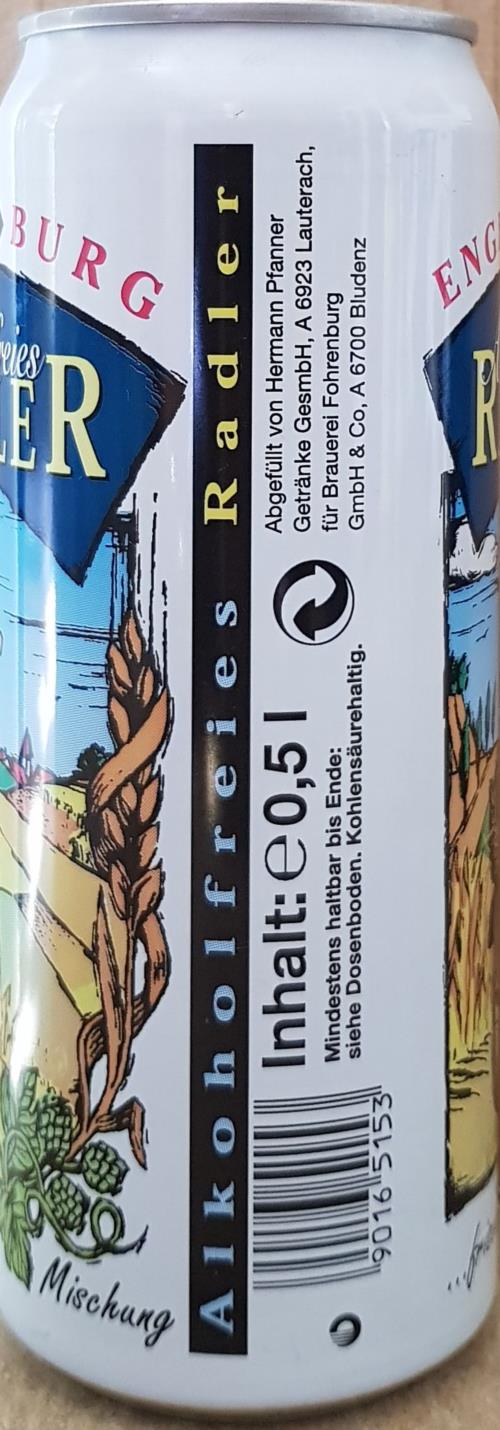 BURG
ER
Mischung
Alkoholfreies Radler
Abgefüllt von Hermann Pfanner
Getränke GesmbH, A 6923 Lauterach,
für Brauerei Fohrenburg
GmbH & Co, A 6700 Bludenz
Inhalt: ℮ 0,5 l
Mindestens haltbar bis Ende:
siehe Dosenboden. Kohlensäurehaltig.
9016 5153
ENG
R